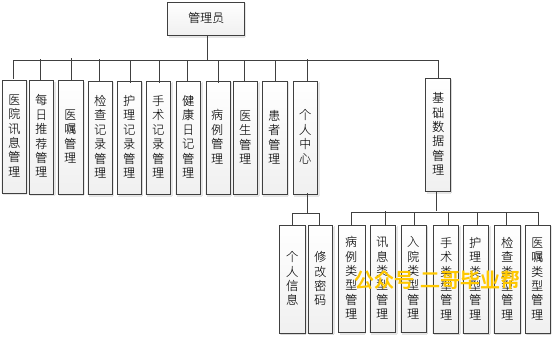 管理员
医院讯息管理
每日推荐管理
医嘱管理
检查记录管理
护理记录管理
手术记录管理
健康日记管理
病例管理
医生管理
患者管理
个人中心
基础数据管理
个人信息
修改密码
病例类型管理
讯息类型管理
入院类型管理
手术类型管理
护理类型管理
检查类型管理
医嘱类型管理
公众号:二哥毕业帮